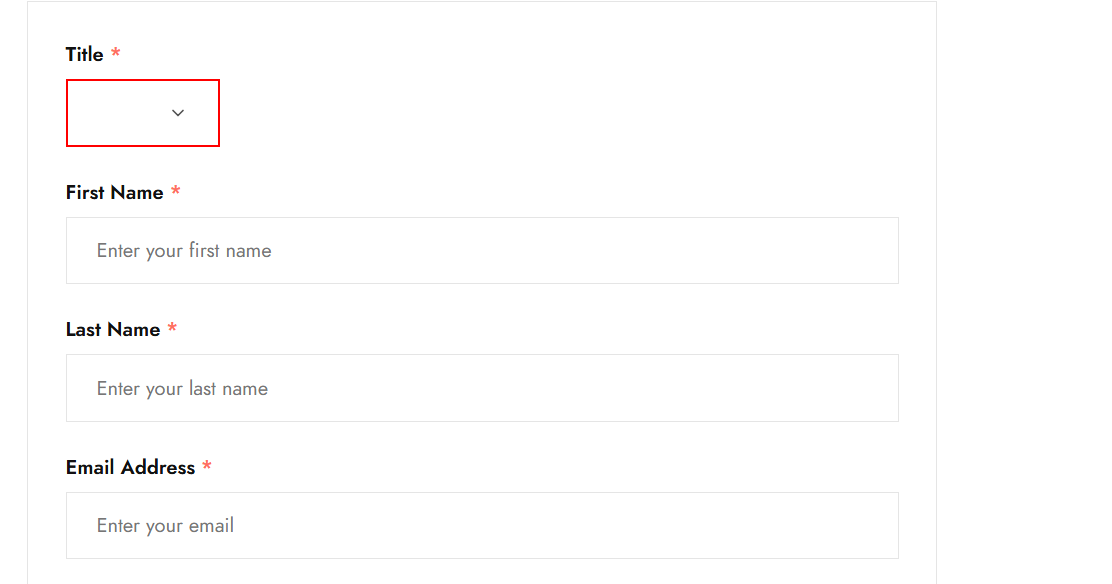 Title *
First Name *
Enter your first name
Last Name *
Enter your last name
Email Address *
Enter your email